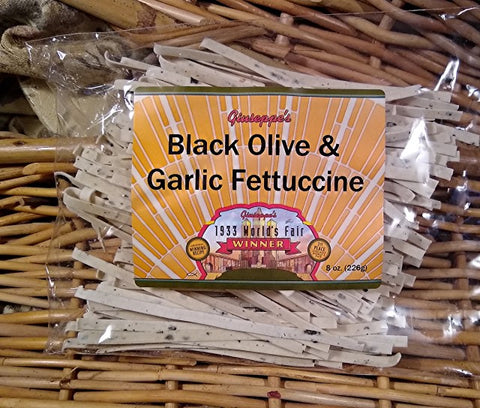 Giuseppe's
Black Olive &
Garlic Fettuccine
Giuseppe's
1933 World's Fair
WINNER
8 oz. (226g)